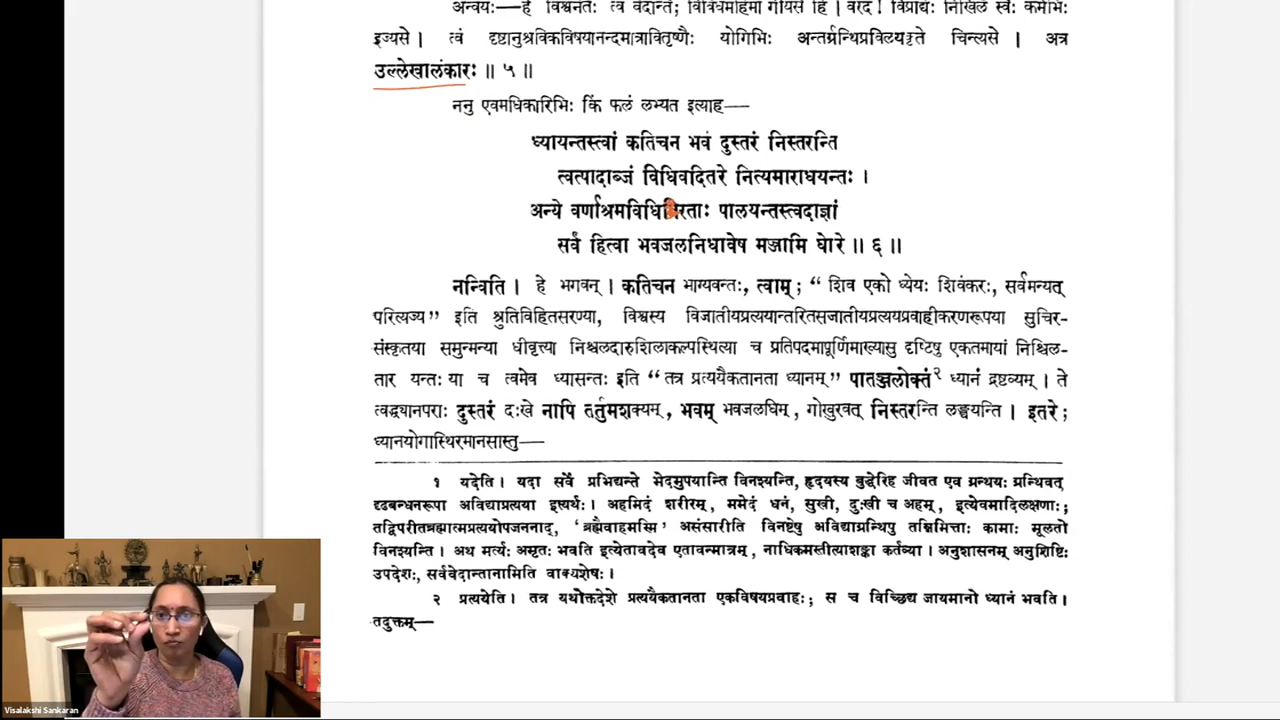 अन्वयः—हे विश्वनतः त्व वेदान्तैः विविधमहिमा गीयसे हि । वरद ! विप्राद्यैः निखिलैः स्वैः कर्मभिः
इज्यसे । त्वं दृष्टानुश्रविकविषयानन्दमात्रावितृष्णैः योगिभिः अन्तर्ग्रन्थिप्रविलयकृते चिन्त्यसे । अत्र
उल्लेखालंकारः ॥ ५ ॥
ननु एवमधिकारिभिः किं फलं लभ्यत इत्याह—
ध्यायन्तस्त्वां कतिचन भवं दुस्तरं निस्तरन्ति
त्वत्पादाब्जं विधिवदितरे नित्यमाराधयन्तः ।
अन्ये वर्णाश्रमविधिरताः पालयन्तस्त्वदाज्ञां
सर्वं हित्वा भवजलनिधावेष मज्जामि घोरे ॥ ६ ॥
नन्विति । हे भगवन् । कतिचन भाग्यवन्तः, त्वाम्; “ शिव एको ध्येयः शिवंकरः, सर्वमन्यत्
परित्यज्य” इति श्रुतिविहितसरण्या, विश्वस्य विजातीयप्रत्ययान्तरितसजातीयप्रत्ययप्रवाहीकरणरूपया सुचिर-
संस्कृतया समुन्मन्या धीवृत्त्या निश्चलदारुशिलाकल्पस्थित्या च प्रतिपदमापूर्णिमाख्यासु दृष्टिषु एकतमायां निश्चिल-
तार यन्तः या च त्वमेव ध्यासन्तः इति “ तत्र प्रत्ययैकतानता ध्यानम्” पातञ्जलोक्तं२ ध्यानं द्रष्टव्यम् । ते
त्वद्ध्यानपराः दुस्तरं दःखे नापि तर्तुमशक्यम्, भवम् भवजलधिम्, गोखुरवत् निस्तरन्ति लङ्घयन्ति । इतरे;
ध्यानयोगास्थिरमानसास्तु—
१ यदेति । यदा सर्वे प्रभिद्यन्ते भेदमुपयान्ति विनश्यन्ति, हृदयस्य बुद्धेरिह जीवत एव ग्रन्थयः ग्रन्थिवत्
दृढबन्धनरूपा अविद्याप्रत्यया इत्यर्थः । अहमिदं शरीरम्, ममेदं धनं, सुखी, दुःखी च अहम्, इत्येवमादिलक्षणाः;
तद्विपरीतब्रह्मात्मप्रत्ययोपजननाद्, ‘ब्रह्मैवाहमस्मि’ असंसारीति विनष्टेषु अविद्याग्रन्थिषु तन्निमित्ताः कामाः मूलतो
विनश्यन्ति । अथ मर्त्यः अमृतः भवति इत्येतावदेव एतावन्मात्रम्, नाधिकमस्तीत्याशङ्का कर्तव्या । अनुशासनम् अनुशिष्टिः
उपदेशः, सर्ववेदान्तानामिति वाक्यशेषः ।
२ प्रत्ययेति । तत्र यथोक्तदेशे प्रत्ययैकतानता एकविषयप्रवाहः; स च विच्छिद्य जायमानो ध्यानं भवति ।
तदुक्तम्—
Visalakshi Sankaran